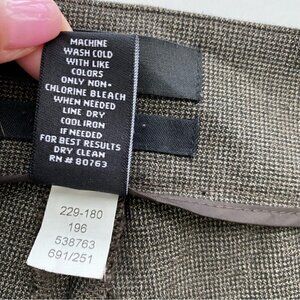 MACHINE
WASH COLD
WITH LIKE
COLORS
ONLY NON-
CHLORINE BLEACH
WHEN NEEDED
LINE DRY
COOL IRON
IF NEEDED
FOR BEST RESULTS
DRY CLEAN
RN # 80763
229-180
196
538763
691/251